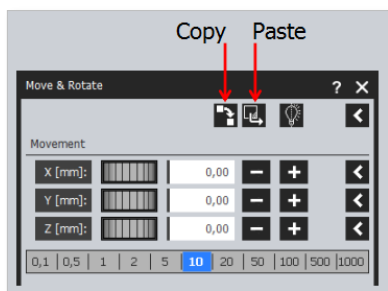 Copy Paste
Move & Rotate ? X
Movement
X [mm]: 0,00 − +
Y [mm]: 0,00 − +
Z [mm]: 0,00 − +
0,1 0,5 1 2 5 10 20 50 100 500 1000